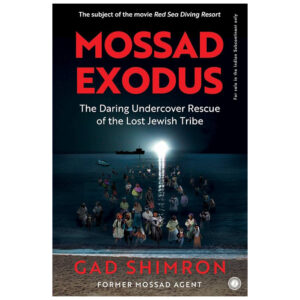 The subject of the movie Red Sea Diving Resort
MOSSAD
EXODUS
The Daring Undercover Rescue
of the Lost Jewish Tribe
For sale in the Indian Subcontinent only
GAD SHIMRON
FORMER MOSSAD AGENT